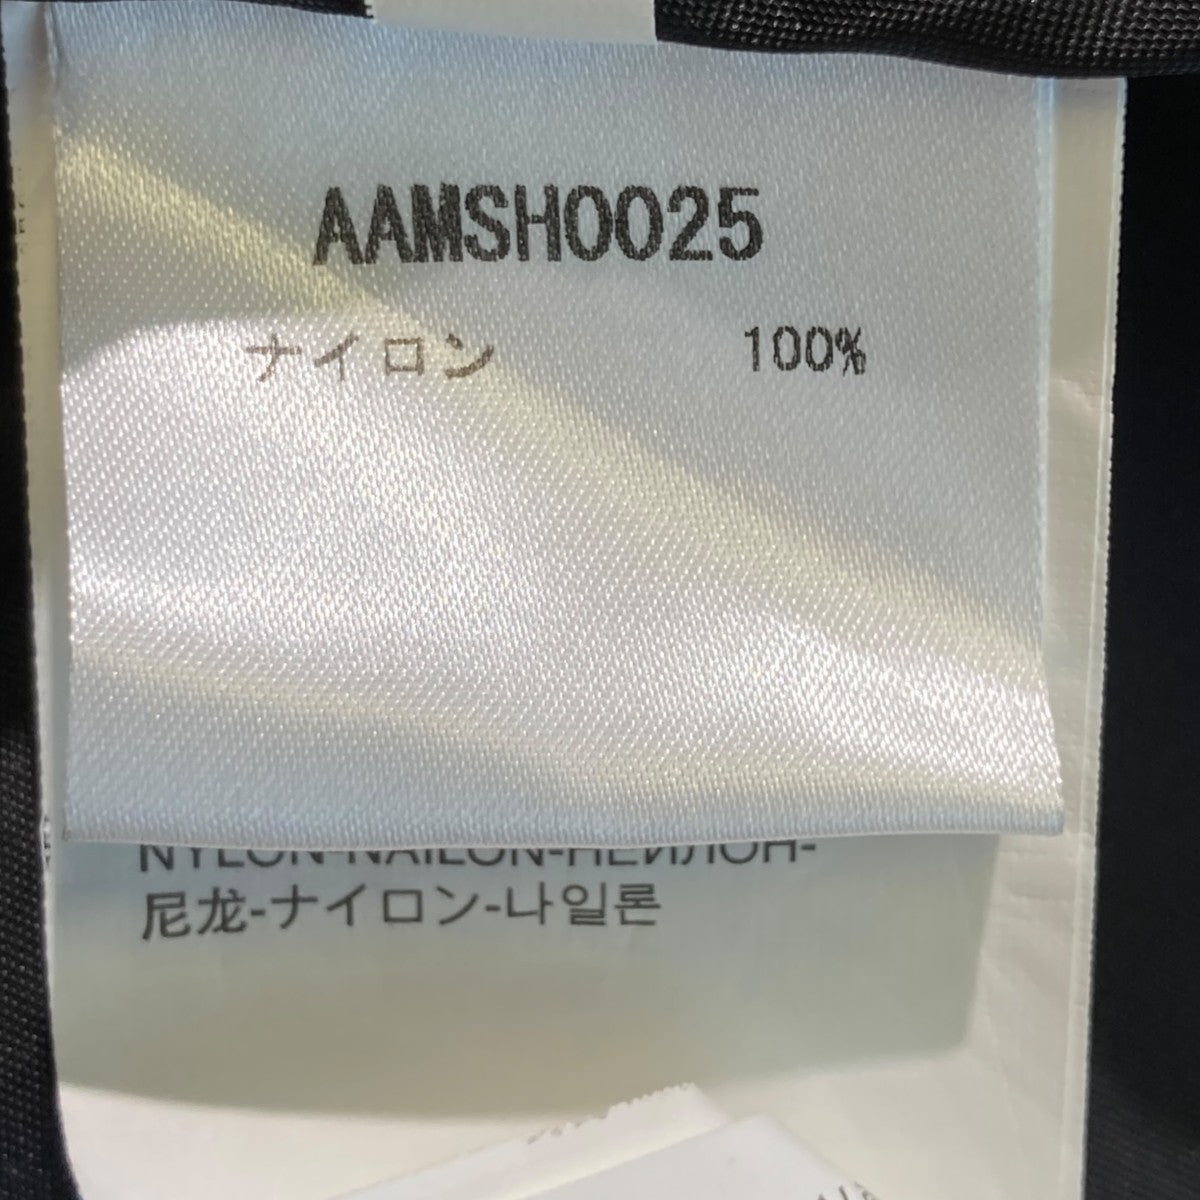 AAMSH0025
ナイロン 100%
NYLON-NAILON-НЕЙЛОН-
尼龙-ナイロン-나일론